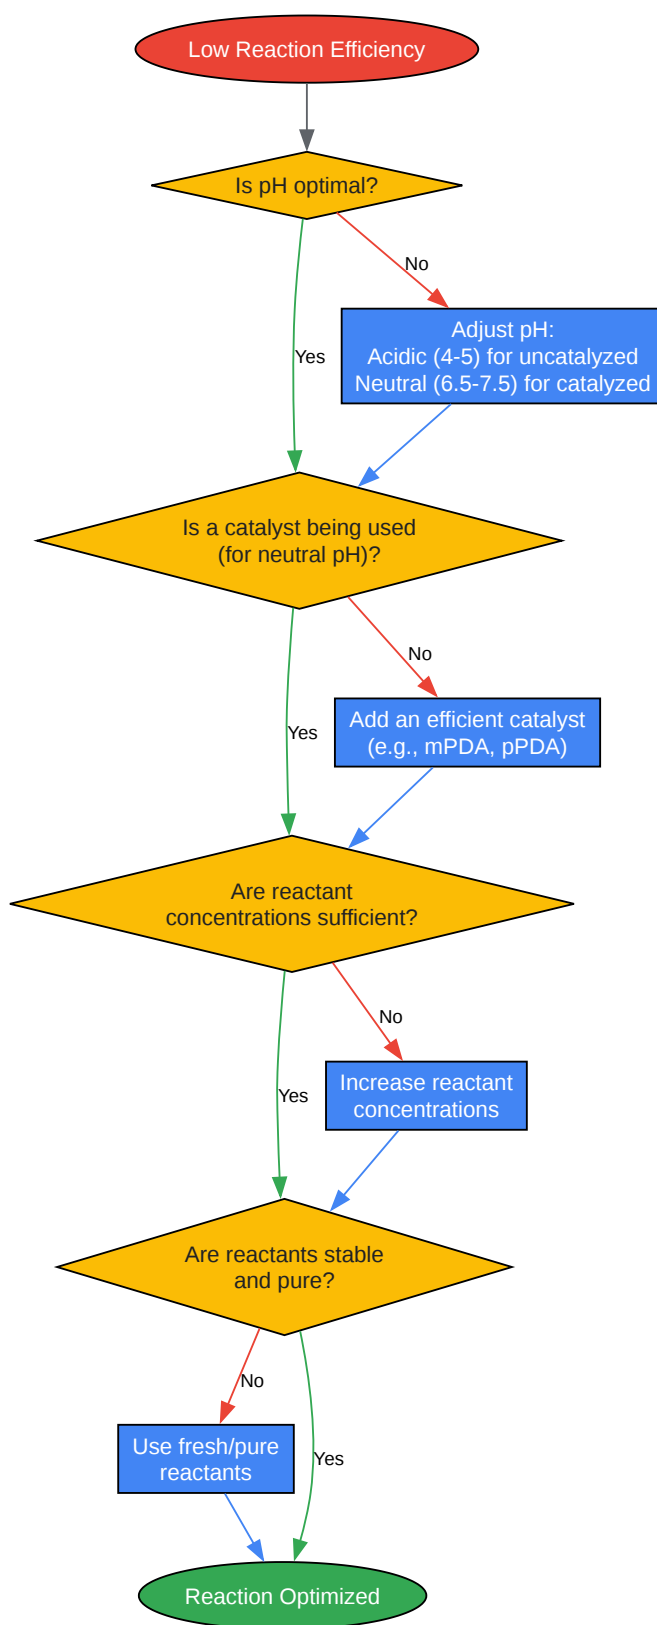 Low Reaction Efficiency
Is pH optimal?
No
Adjust pH:
Acidic (4-5) for uncatalyzed
Neutral (6.5-7.5) for catalyzed
Yes
Is a catalyst being used
(for neutral pH)?
No
Add an efficient catalyst
(e.g., mPDA, pPDA)
Yes
Are reactant
concentrations sufficient?
No
Increase reactant
concentrations
Yes
Are reactants stable
and pure?
No
Use fresh/pure
reactants
Yes
Reaction Optimized